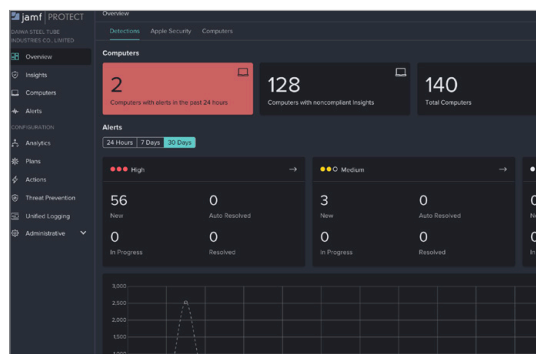 jamf PROTECT
DAIWA STEEL TUBE
INDUSTRIES CO., LIMITED
Overview
Insights
Computers
Alerts
CONFIGURATION
Analytics
Plans
Actions
Threat Prevention
Unified Logging
Administrative
Overview
Detections Apple Security Computers
Computers
2
Computers with alerts in the past 24 hours
128
Computers with noncompliant Insights
140
Total Computers
Alerts
24 Hours 7 Days 30 Days
High
56 0
New Auto Resolved
0 0
In Progress Resolved
Medium
3 0
New Auto Resolved
0 0
In Progress Resolved
3,000
2,500
2,000
1,500